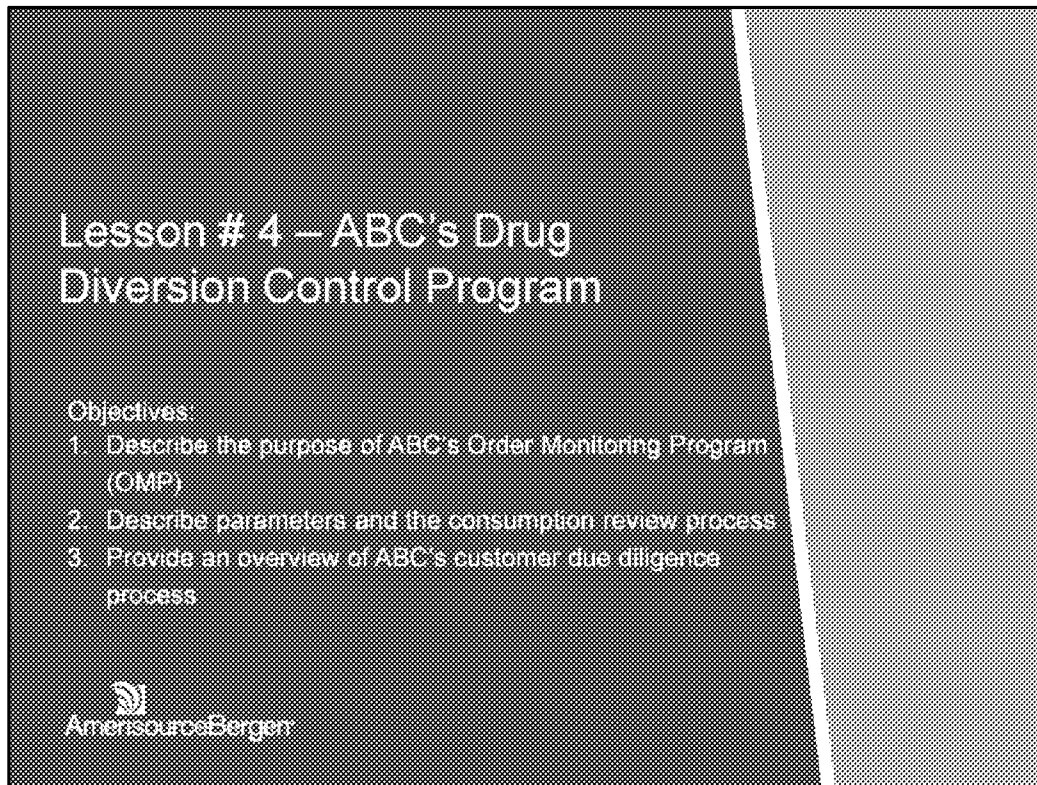 Lesson # 4 – ABC's Drug
Diversion Control Program
Objectives:
1 Describe the purpose of ABC's Order Monitoring Program
(OMP)
2. Describe parameters and the consumption review process
3. Provide an overview of ABC's customer due diligence
process
AmerisourceBergen